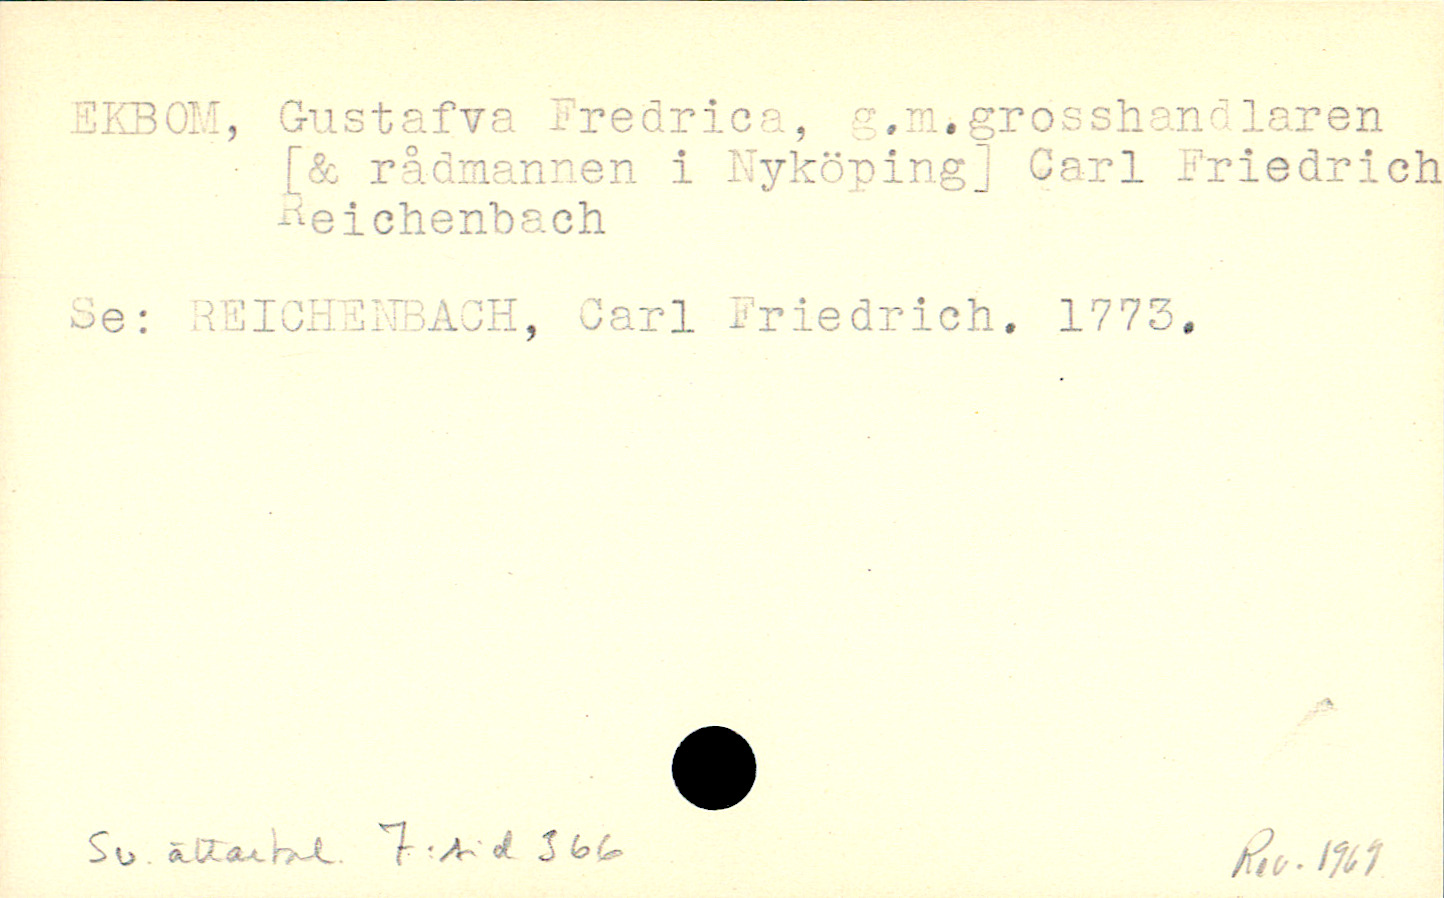 EKBOM, Gustafva Fredrica, g.m.grosshandlaren
[& rådmannen i Nyköping] Carl Friedrich
Reichenbach
Se: REICHENBACH, Carl Friedrich. 1773.
Sv. ättartal. 7: sid 366
Rev. 1969